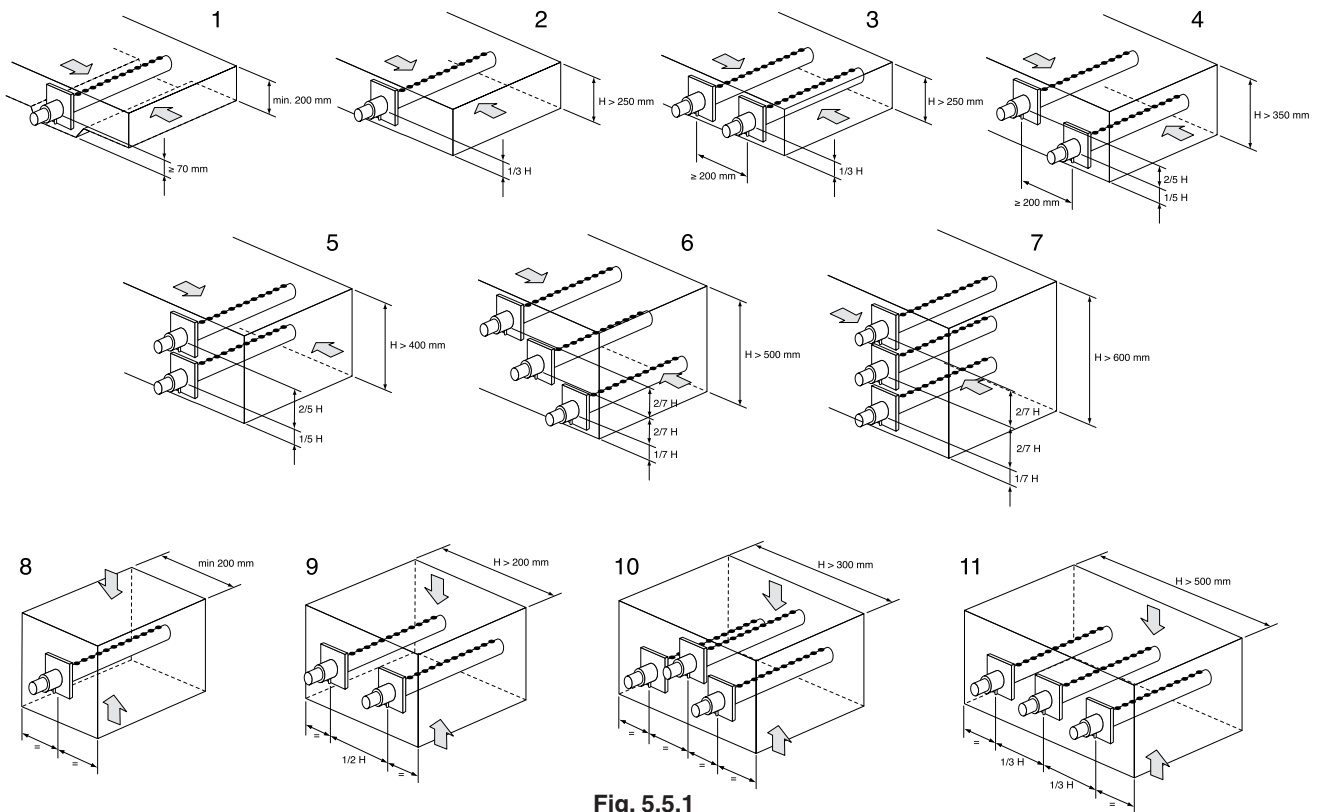 1
2
3
4
min. 200 mm
≥ 70 mm
H > 250 mm
1/3 H
H > 250 mm
≥ 200 mm
1/3 H
H > 350 mm
2/5 H
1/5 H
≥ 200 mm
5
6
7
H > 400 mm
2/5 H
1/5 H
H > 500 mm
2/7 H
2/7 H
1/7 H
H > 600 mm
2/7 H
2/7 H
1/7 H
8
9
10
11
min 200 mm
=
=
H > 200 mm
=
1/2 H
=
H > 300 mm
=
=
=
=
H > 500 mm
=
1/3 H
1/3 H
=
Fig. 5.5.1